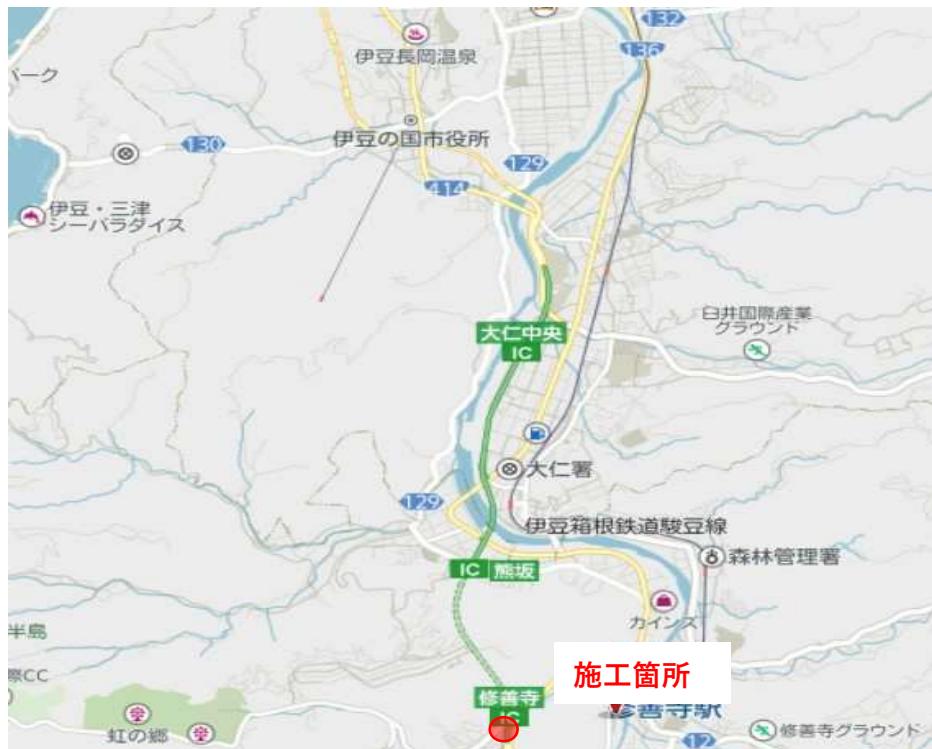 132
136
伊豆長岡温泉
パーク
伊豆の国市役所
130
129
414
伊豆・三津
シーパラダイス
臼井国際産業
グラウンド
大仁中央
IC
大仁署
129
伊豆箱根鉄道駿豆線
森林管理署
IC 熊坂
カインズ
半島
際CC
施工箇所
修善寺
IC
修善寺駅
虹の郷
12
修善寺グラウンド